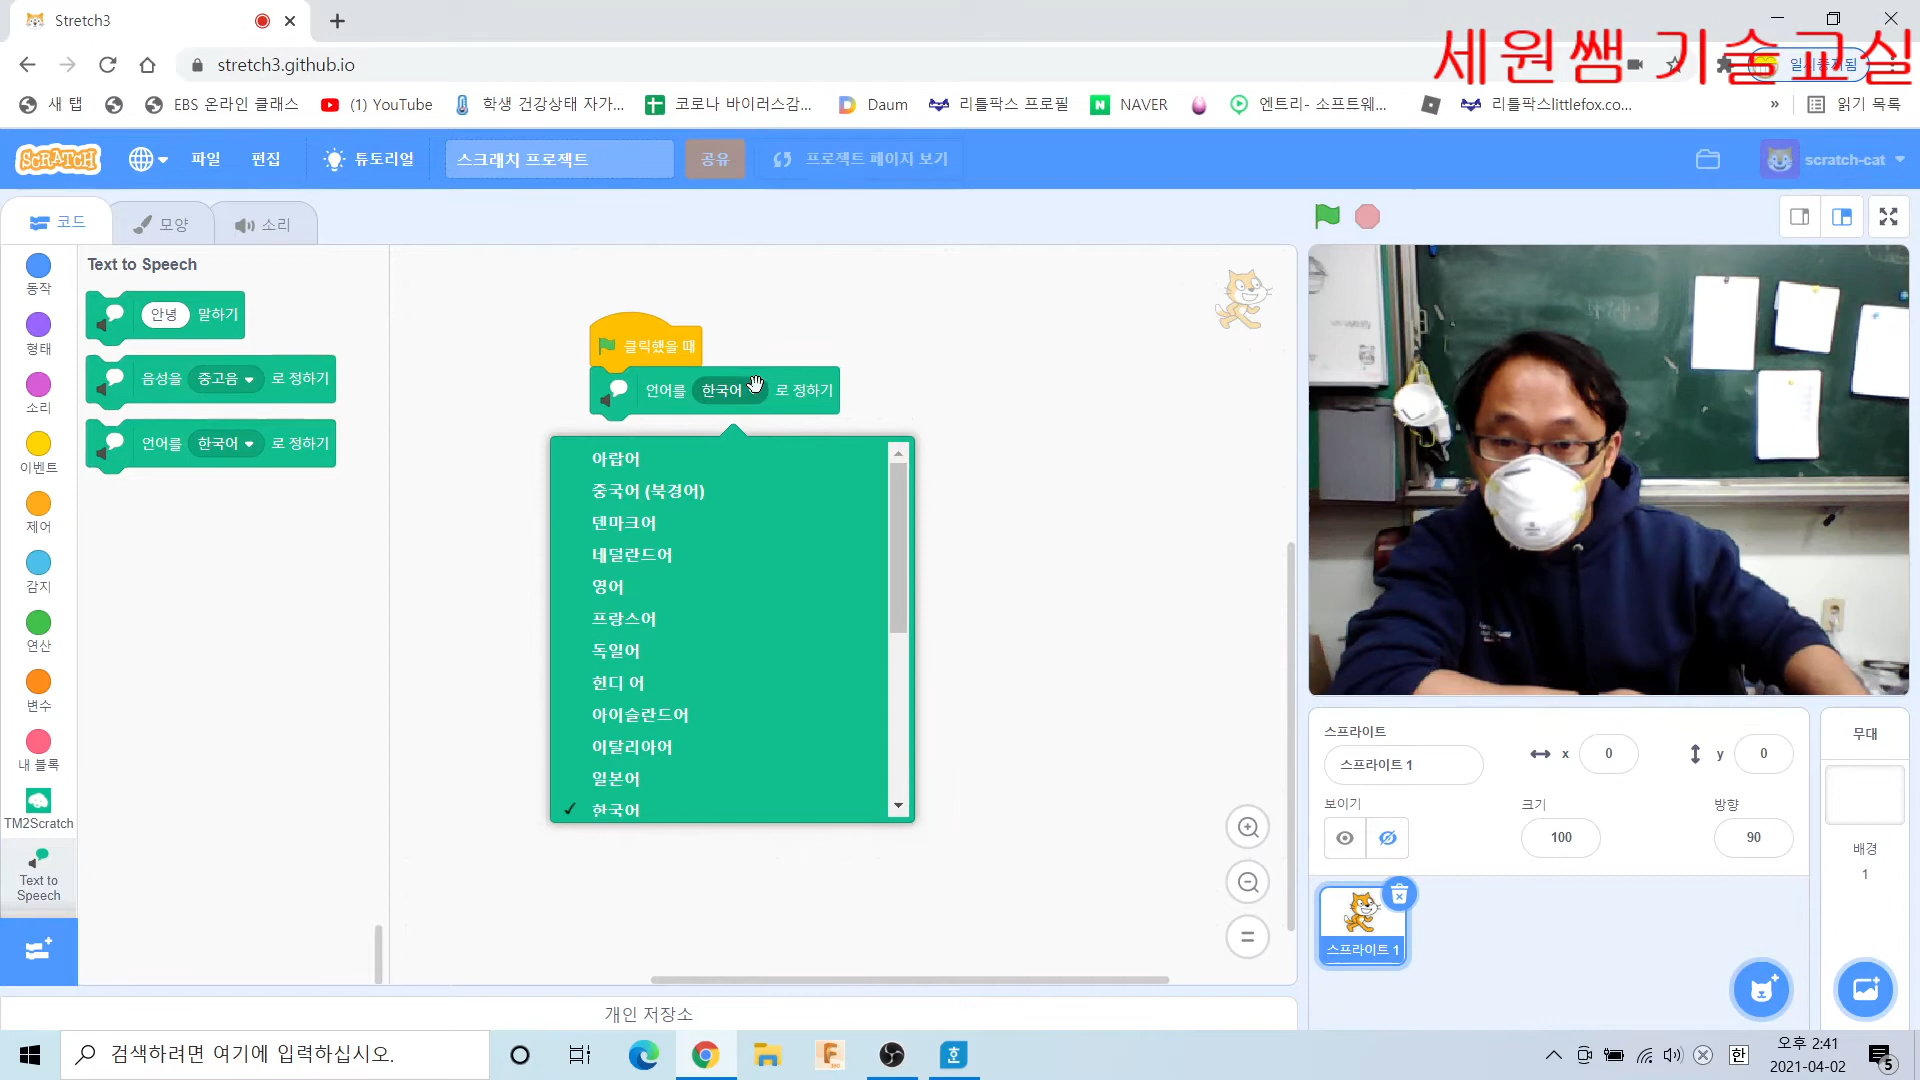 Stretch3
세원쌤 기술교실
stretch3.github.io
일시중지됨
새 탭
EBS 온라인 클래스
(1) YouTube
학생 건강상태 자가...
코로나 바이러스감...
Daum
리틀팍스 프로필
NAVER
엔트리- 소프트웨...
리틀팍스littlefox.co...
»
읽기 목록
SCRATCH
파일
편집
튜토리얼
스크래치 프로젝트
공유
프로젝트 페이지 보기
scratch-cat
코드
모양
소리
동작
형태
소리
이벤트
제어
감지
연산
변수
내 블록
TM2Scratch
Text to
Speech
Text to Speech
안녕 말하기
음성을 중고음 로 정하기
언어를 한국어 로 정하기
클릭했을 때
언어를 한국어 로 정하기
아랍어
중국어 (북경어)
덴마크어
네덜란드어
영어
프랑스어
독일어
힌디 어
아이슬란드어
이탈리아어
일본어
✓ 한국어
개인 저장소
스프라이트
스프라이트 1
x 0
y 0
보이기
크기
100
방향
90
스프라이트 1
무대
배경
1
검색하려면 여기에 입력하십시오.
한
오후 2:41
2021-04-02
5